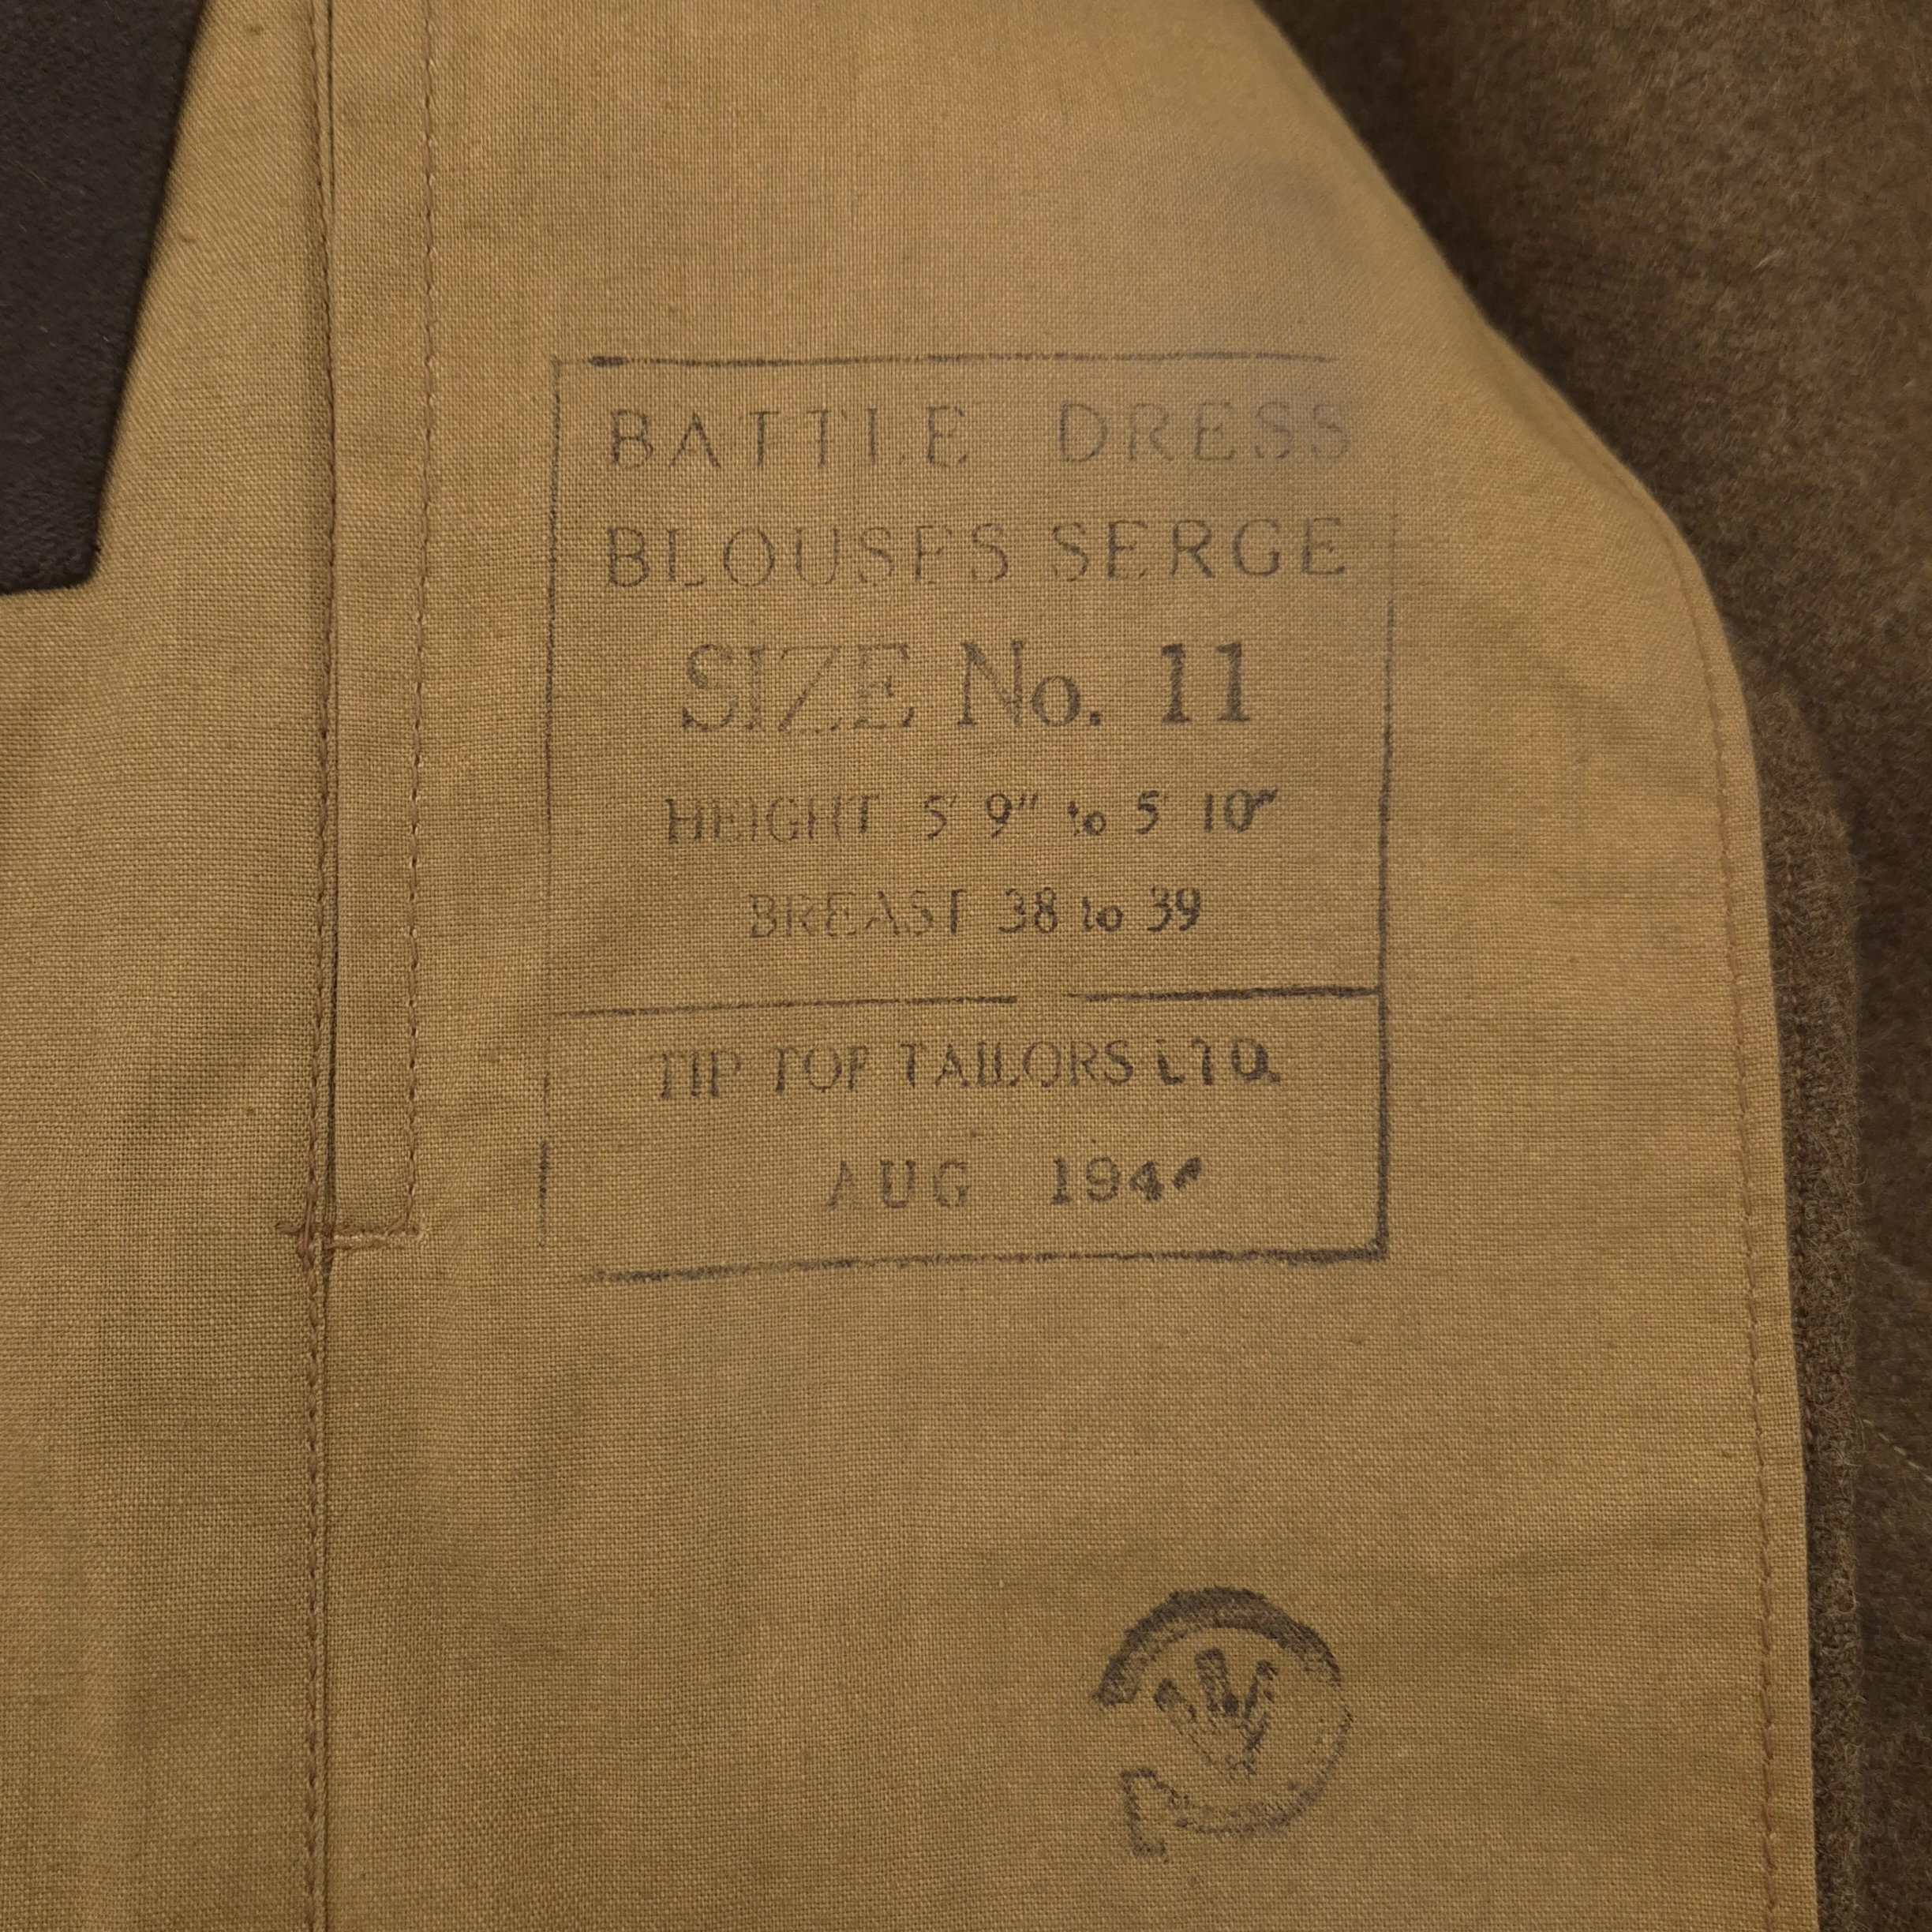 BATTLE DRESS
BLOUSES SERGE
SIZE No. 11
HEIGHT 5' 9" to 5' 10"
BREAST 38 to 39
TIP TOP TAILORS LTD.
AUG